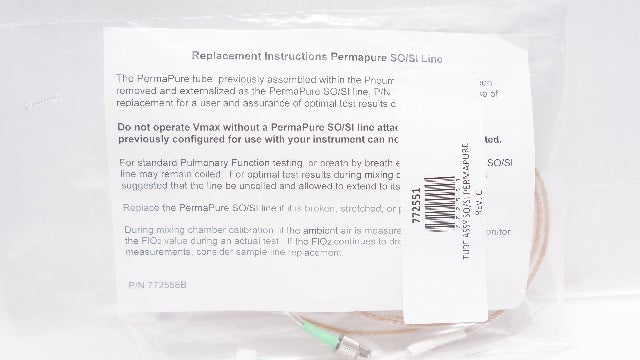 Replacement Instructions Permapure SO/SI Line
The PermaPure tube, previously assembled within the Pneum
removed and externalized as the PermaPure SO/SI line, P/N of
replacement for a user and assurance of optimal test results
Do not operate Vmax without a PermaPure SO/SI line
previously configured for use with your instrument can
For standard Pulmonary Function testing, or breath by breath SO/SI
line may remain coiled. For optimal test results during mixing
suggested that the line be uncoiled and allowed to extend to its
Replace the PermaPure SO/SI line if it is broken, stretched, or
During mixing chamber calibration, if the ambient air is
the FIO₂ value during an actual test. If the FIO₂ continues to
measurements, consider sample line replacement.
P/N 772558B
772551
772551
TUBE ASSY SO/SI PERMAPURE
REV. C